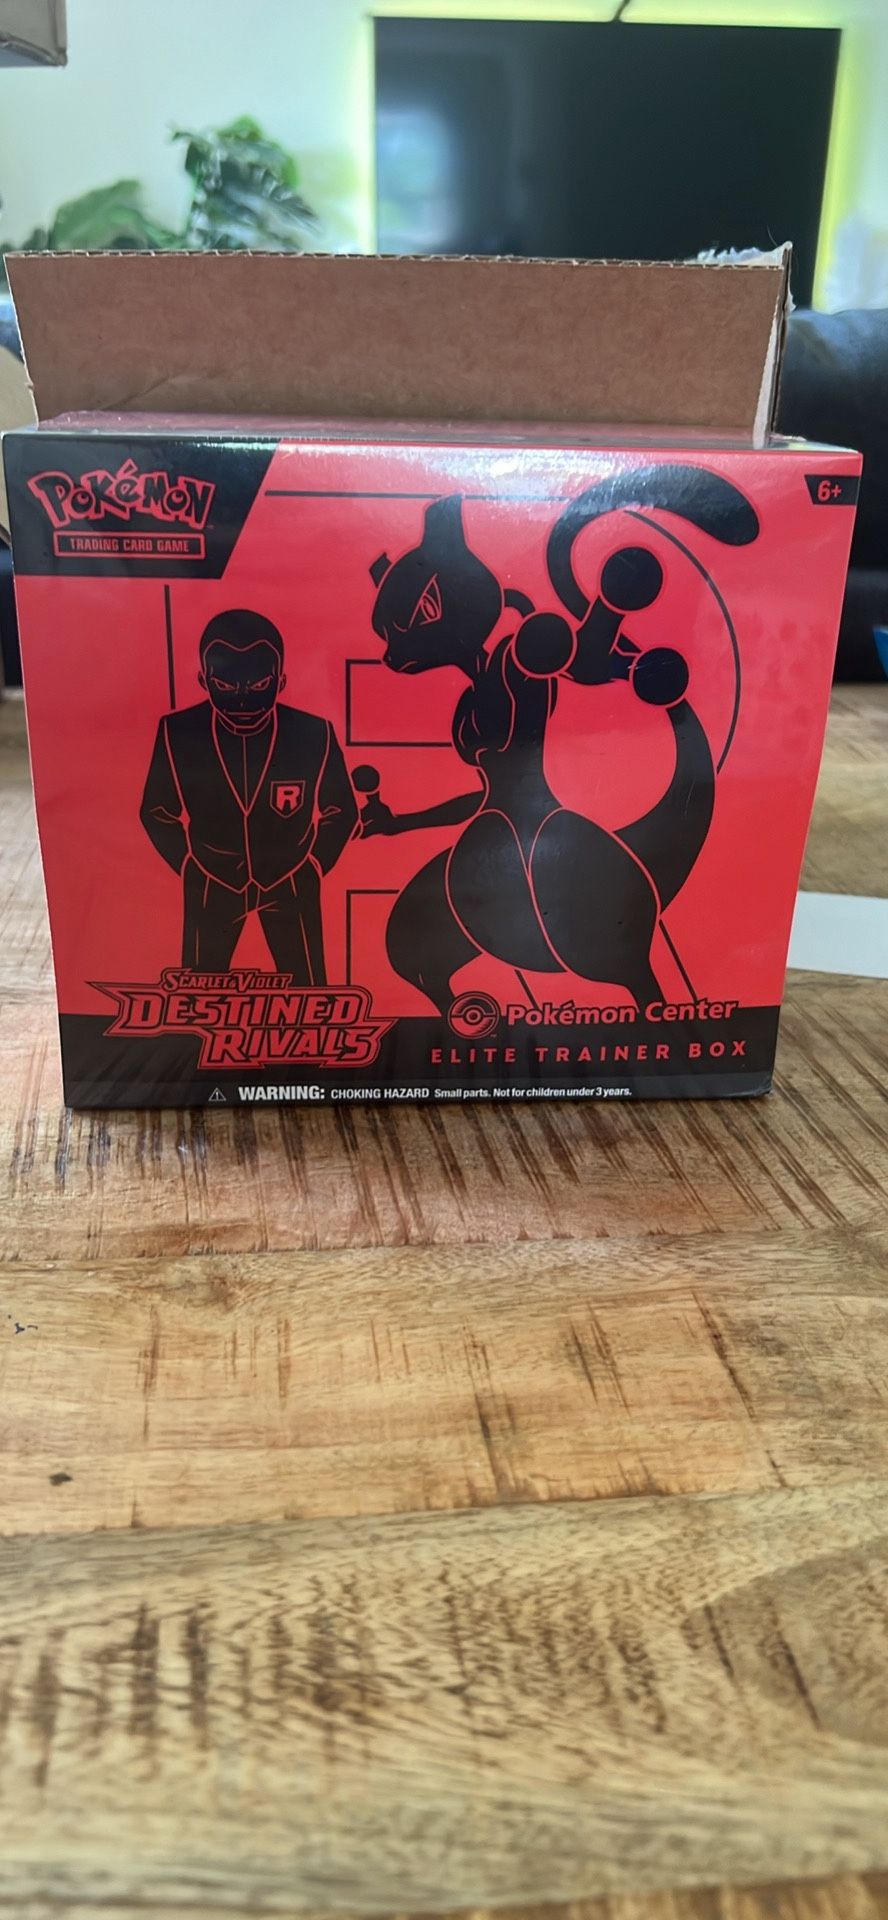 POKéMON
TRADING CARD GAME
6+
R
SCARLET & VIOLET
DESTINED
RIVALS
Pokémon Center
ELITE TRAINER BOX
WARNING: CHOKING HAZARD Small parts. Not for children under 3 years.